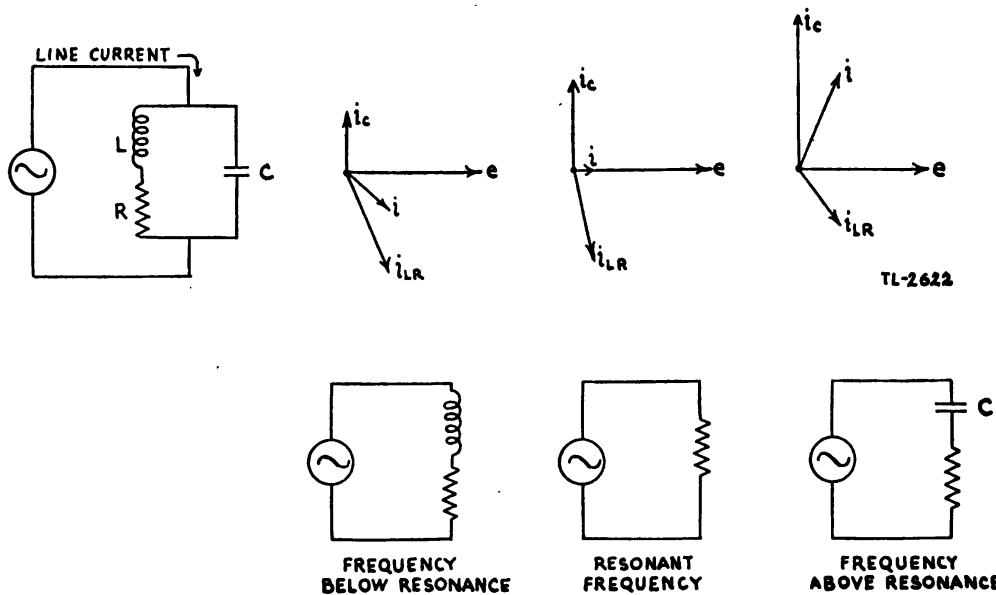 LINE CURRENT
L
R
C
ic
e
i
iLR
ic
i
e
iLR
ic
i
e
iLR
TL-2622
C
FREQUENCY
BELOW RESONANCE
RESONANT
FREQUENCY
FREQUENCY
ABOVE RESONANCE